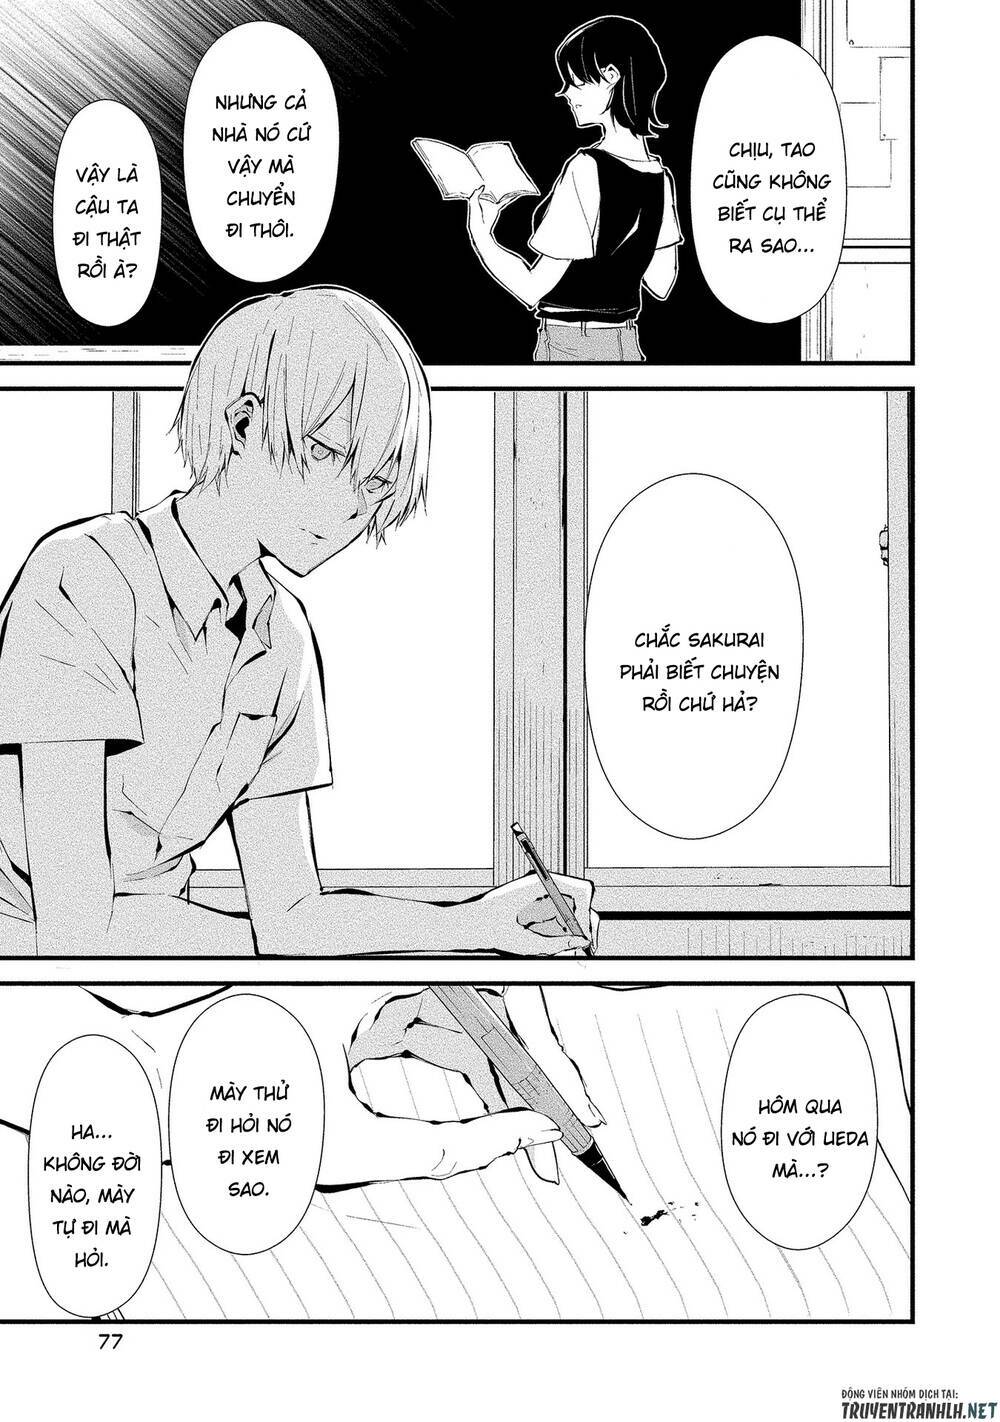 CHỊU, TAO
CŨNG KHÔNG
BIẾT CỤ THỂ
RA SAO...
NHƯNG CẢ
NHÀ NÓ CỨ
VẬY MÀ
CHUYỂN
ĐI THÔI.
VẬY LÀ
CẬU TA
ĐI THẬT
RỒI À?
CHẮC SAKURAI
PHẢI BIẾT CHUYỆN
RỒI CHỨ HẢ?
HÔM QUA
NÓ ĐI VỚI UEDA
MÀ...?
MÀY THỬ
ĐI HỎI NÓ
ĐI XEM
SAO.
HA...
KHÔNG ĐỜI
NÀO, MÀY
TỰ ĐI MÀ
HỎI.
77
ĐỘNG VIÊN NHÓM DỊCH TẠI:
TRUYENTRANHLH.NET